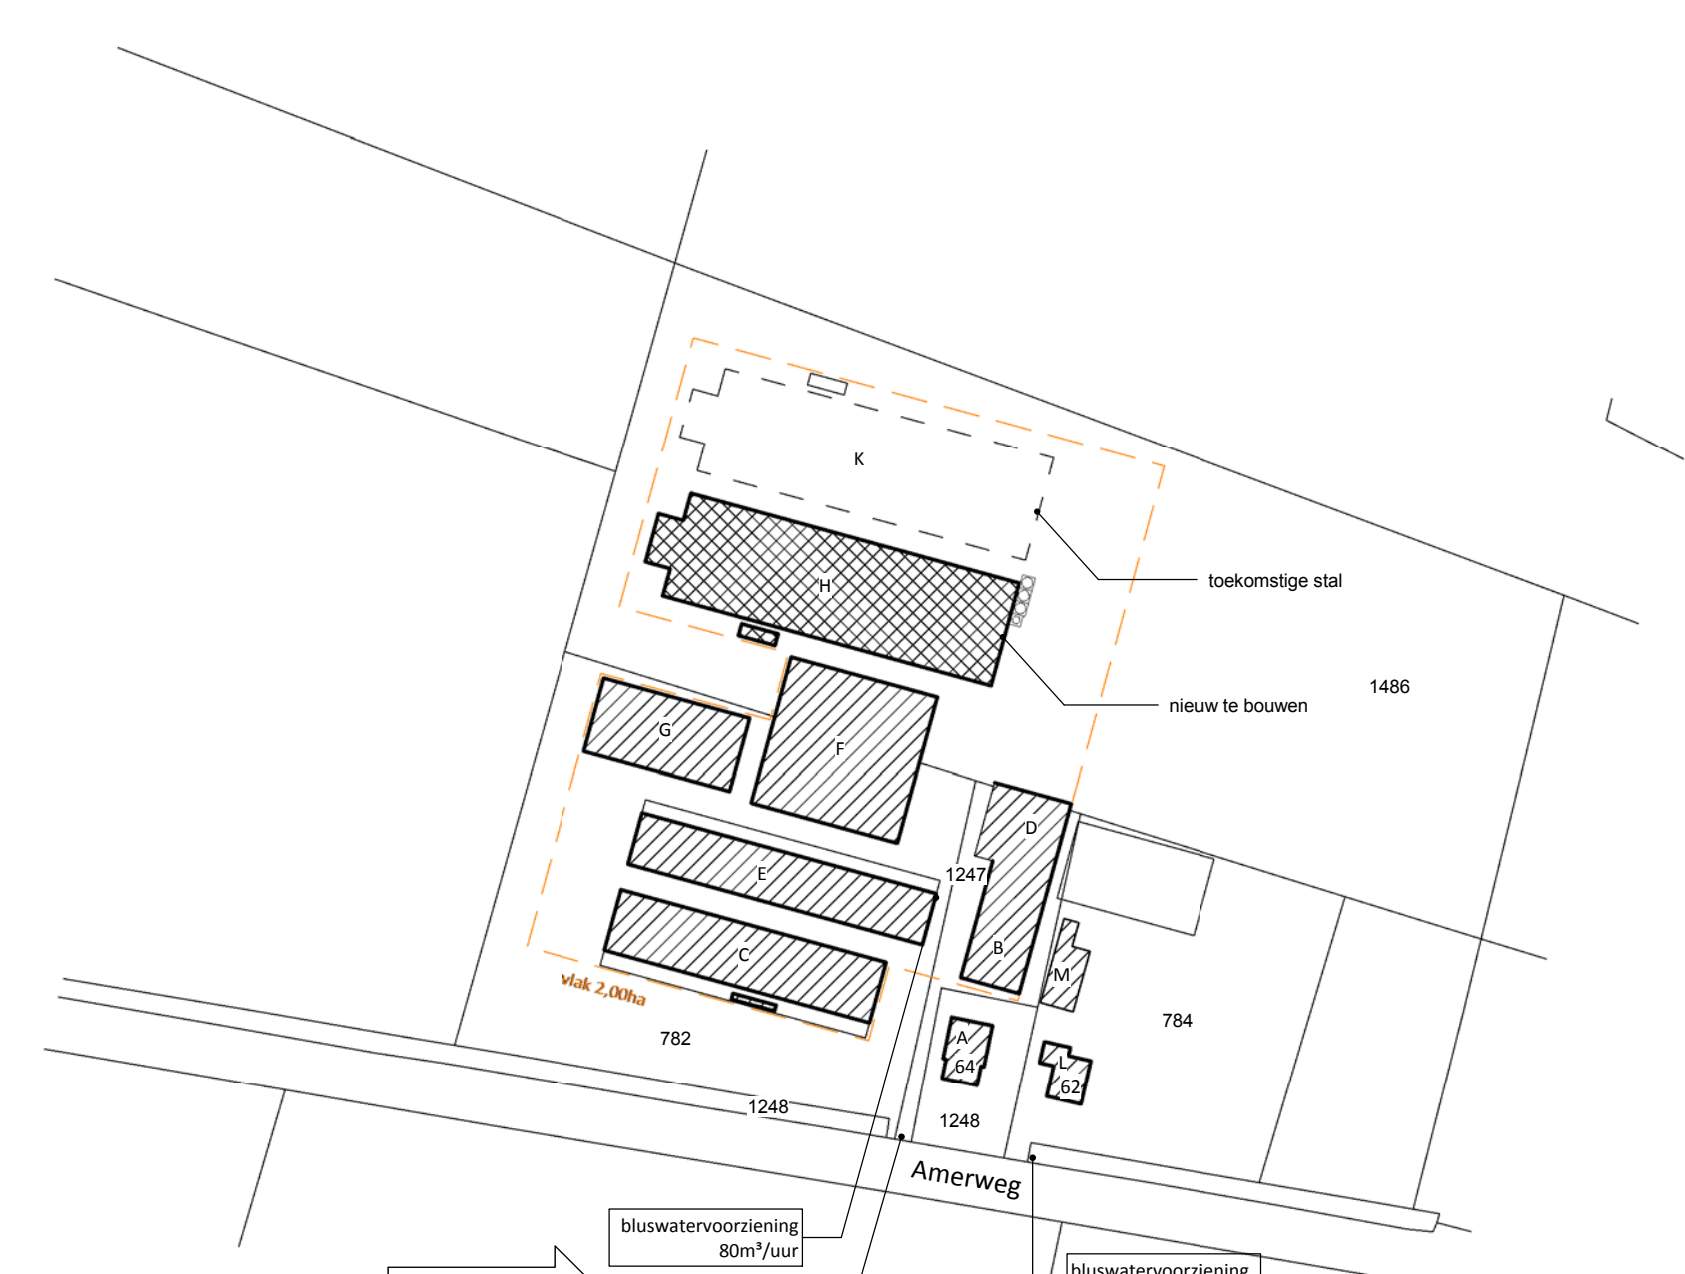 K
toekomstige stal
H
1486
nieuw te bouwen
G
F
D
E
1247
B
C
M
vlak 2,00ha
784
782
A
64
L
62
1248
1248
Amerweg
bluswatervoorziening
80m³/uur
bluswatervoorziening